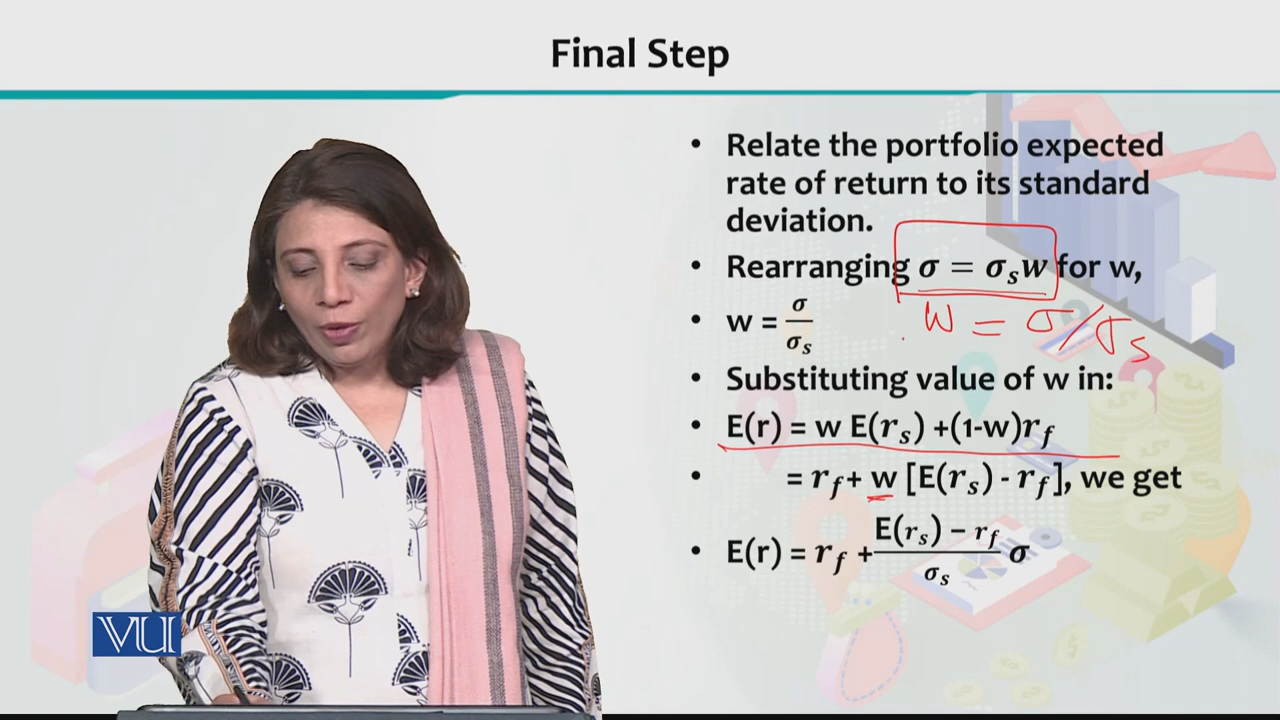 Final Step
• Relate the portfolio expected
rate of return to its standard
deviation.
• Rearranging σ = σₛw for w,
• w = σ/σₛ
w = σ/σₛ
• Substituting value of w in:
• E(r) = w E(rₛ) +(1-w)r_f
• = r_f+ w [E(rₛ) - r_f], we get
• E(r) = r_f + (E(rₛ) – r_f)/σₛ σ
VU